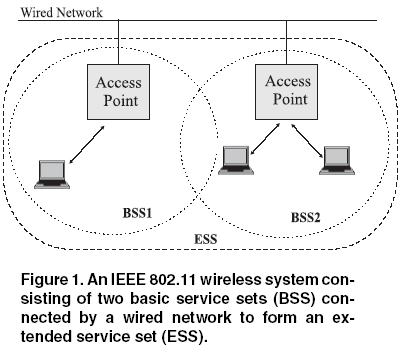 Wired Network
Access
Point
Access
Point
BSS1
BSS2
ESS
Figure 1. An IEEE 802.11 wireless system con-
sisting of two basic service sets (BSS) con-
nected by a wired network to form an ex-
tended service set (ESS).